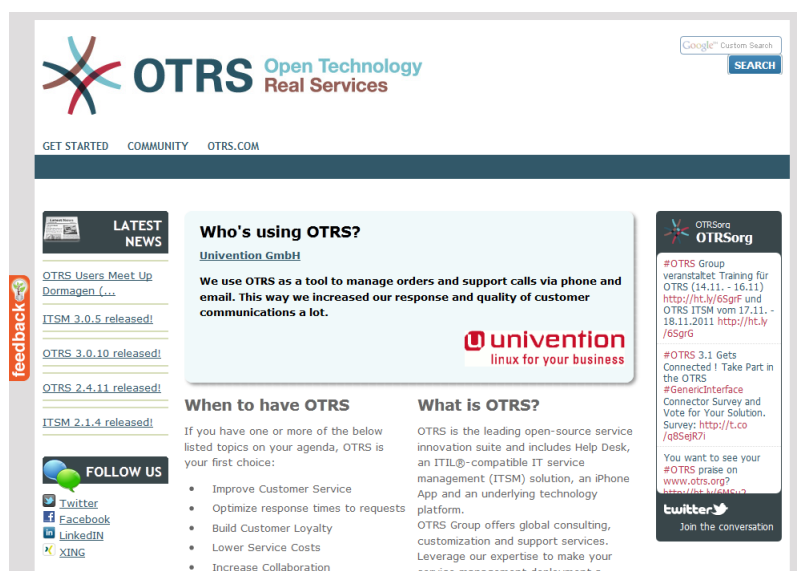 OTRS Open Technology
Real Services
Google™ Custom Search
SEARCH
GET STARTED COMMUNITY OTRS.COM
LATEST
NEWS
OTRS Users Meet Up
Dormagen (...
ITSM 3.0.5 released!
OTRS 3.0.10 released!
OTRS 2.4.11 released!
ITSM 2.1.4 released!
feedback
FOLLOW US
Twitter
Facebook
LinkedIN
XING
Who's using OTRS?
Univention GmbH
We use OTRS as a tool to manage orders and support calls via phone and
email. This way we increased our response and quality of customer
communications a lot.
univention
linux for your business
When to have OTRS
If you have one or more of the below
listed topics on your agenda, OTRS is
your first choice:
• Improve Customer Service
• Optimize response times to requests
• Build Customer Loyalty
• Lower Service Costs
• Increase Collaboration
What is OTRS?
OTRS is the leading open-source service
innovation suite and includes Help Desk,
an ITIL®-compatible IT service
management (ITSM) solution, an iPhone
App and an underlying technology
platform.
OTRS Group offers global consulting,
customization and support services.
Leverage our expertise to make your
OTRSorg
OTRSorg
#OTRS Group
veranstaltet Training für
OTRS (14.11. - 16.11)
http://ht.ly/6SgrF und
OTRS ITSM vom 17.11. -
18.11.2011 http://ht.ly
/6SgrG
#OTRS 3.1 Gets
Connected ! Take Part in
the OTRS
#GenericInterface
Connector Survey and
Vote for Your Solution.
Survey: http://t.co
/q8SejR7i
You want to see your
#OTRS praise on
www.otrs.org?
twitter
Join the conversation